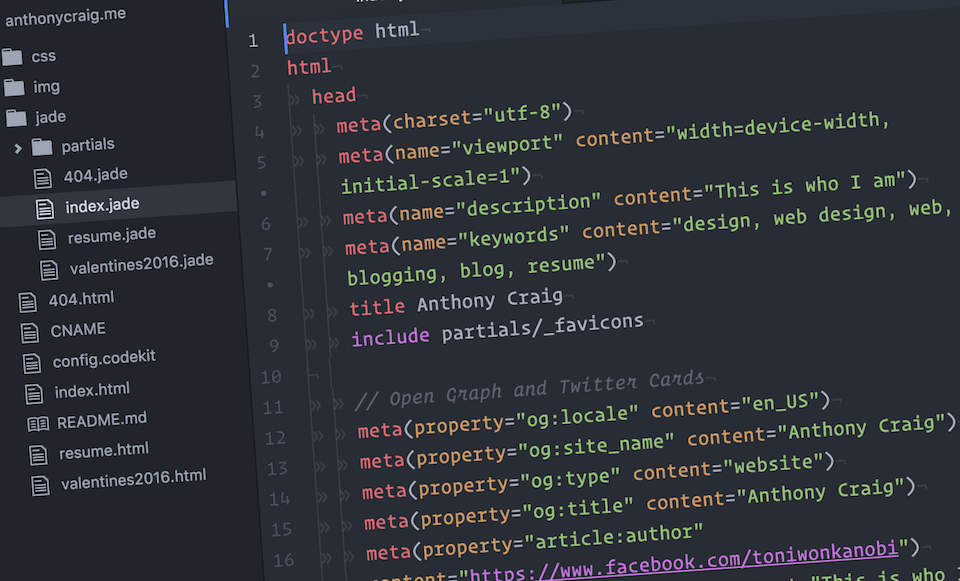 anthonycraig.me
css
img
jade
partials
404.jade
index.jade
resume.jade
valentines2016.jade
404.html
CNAME
config.codekit
index.html
README.md
resume.html
valentines2016.html
1 doctype html
2 html
3 head
4 meta(charset="utf-8")
5 meta(name="viewport" content="width=device-width,
initial-scale=1")
6 meta(name="description" content="This is who I am")
7 meta(name="keywords" content="design, web design, web,
blogging, blog, resume")
8 title Anthony Craig
9 include partials/_favicons
10
11 // Open Graph and Twitter Cards
12 meta(property="og:locale" content="en_US")
13 meta(property="og:site_name" content="Anthony Craig")
14 meta(property="og:type" content="website")
15 meta(property="og:title" content="Anthony Craig")
16 meta(property="article:author"
content="https://www.facebook.com/toniwonkanobi")
"This is who